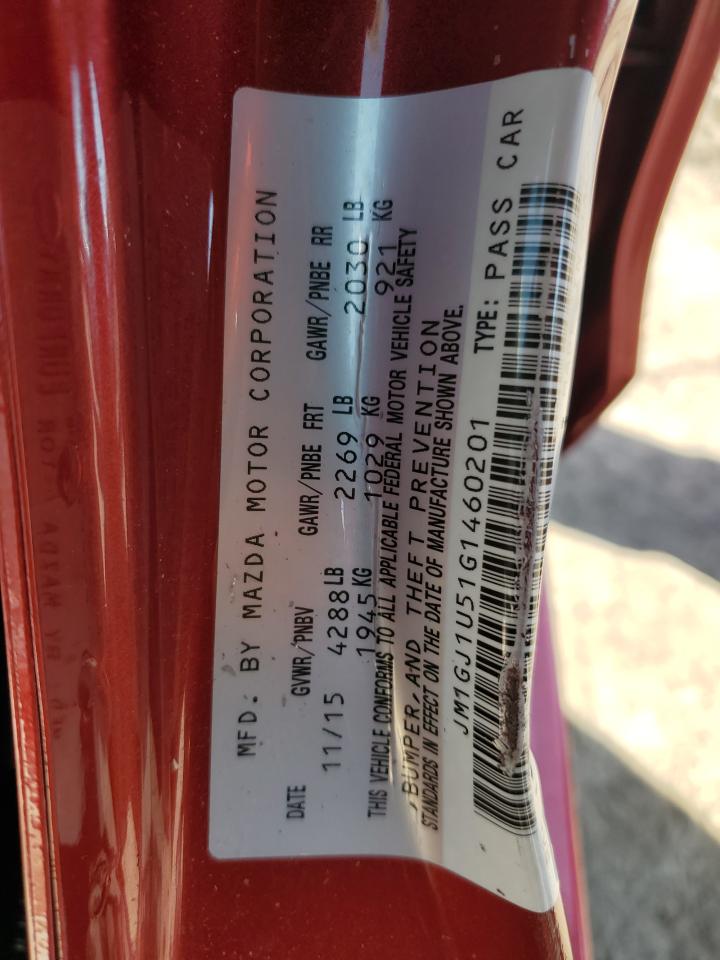 MFD. BY MAZDA MOTOR CORPORATION
DATE GVWR/PNBV GAWR/PNBE FRT GAWR/PNBE RR
11/15 4288LB 2269 LB 2030 LB
1945KG 1029 KG 921 KG
THIS VEHICLE CONFORMS TO ALL APPLICABLE FEDERAL MOTOR VEHICLE SAFETY
,BUMPER, AND THEFT PREVENTION
STANDARDS IN EFFECT ON THE DATE OF MANUFACTURE SHOWN ABOVE.
JM1GJ1U51G1460201 TYPE: PASS CAR